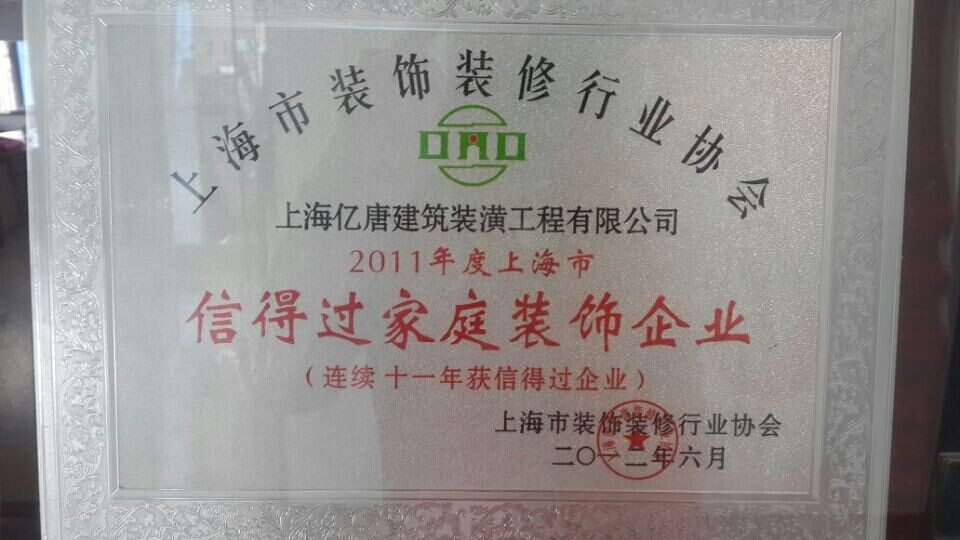 上海市装饰装修行业协会
上海亿唐建筑装潢工程有限公司
2011年度上海市
信得过家庭装饰企业
（连续 十一年获信得过企业）
上海市装饰装修行业协会
二〇一二年六月